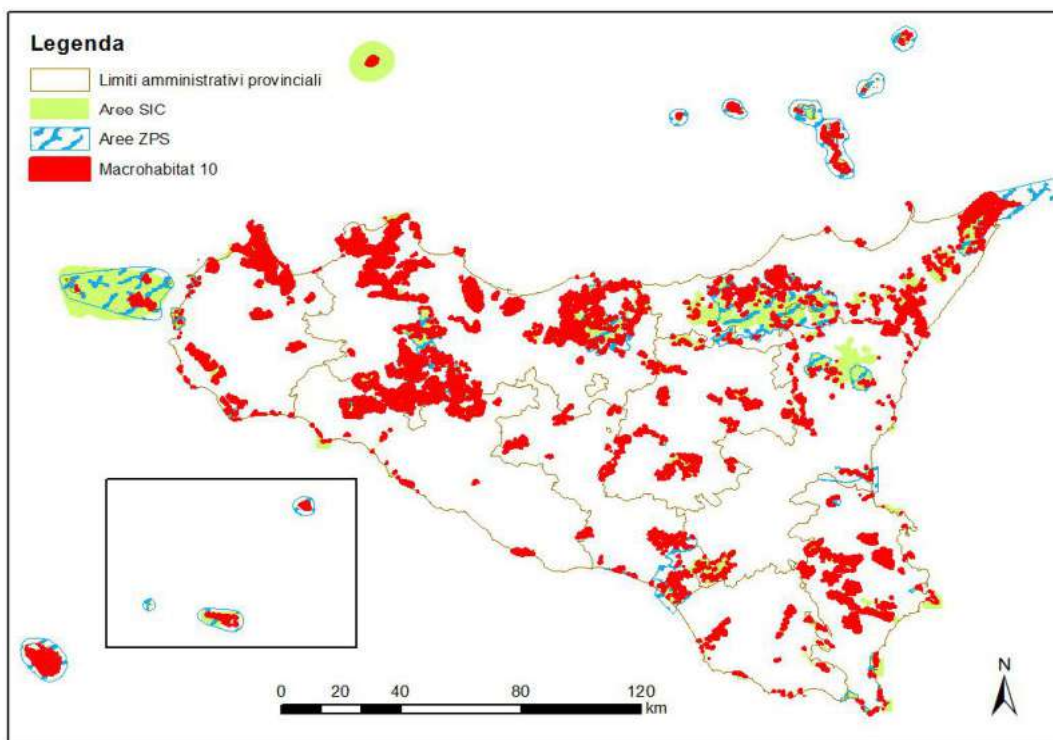 Legenda
Limiti amministrativi provinciali
Aree SIC
Aree ZPS
Macrohabitat 10
N
0 20 40 80 120
km